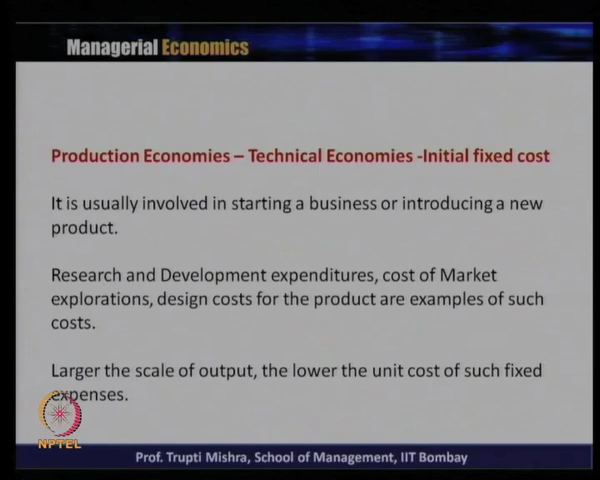 Managerial Economics
Production Economies – Technical Economies -Initial fixed cost
It is usually involved in starting a business or introducing a new
product.
Research and Development expenditures, cost of Market
explorations, design costs for the product are examples of such
costs.
Larger the scale of output, the lower the unit cost of such fixed
expenses.
NPTEL
Prof. Trupti Mishra, School of Management, IIT Bombay